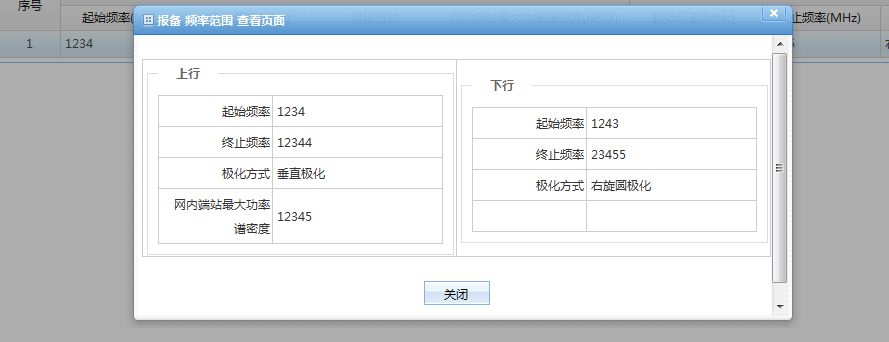 序号
起始频率(
止频率(MHz)
1
1234
报备 频率范围 查看页面
上行
起始频率 1234
终止频率 12344
极化方式 垂直极化
网内端站最大功率
谱密度 12345
下行
起始频率 1243
终止频率 23455
极化方式 右旋圆极化
关闭